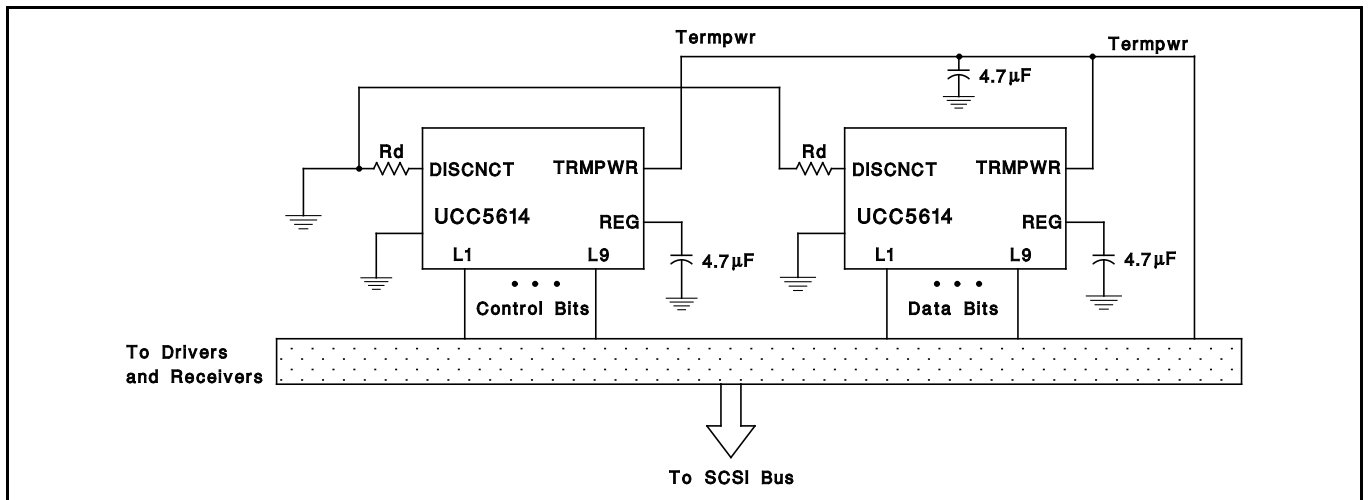 Termpwr
Termpwr
4.7µF
Rd
DISCNCT
TRMPWR
UCC5614
REG
L1
L9
4.7µF
Control Bits
Rd
DISCNCT
TRMPWR
UCC5614
REG
L1
L9
4.7µF
Data Bits
To Drivers
and Receivers
To SCSI Bus